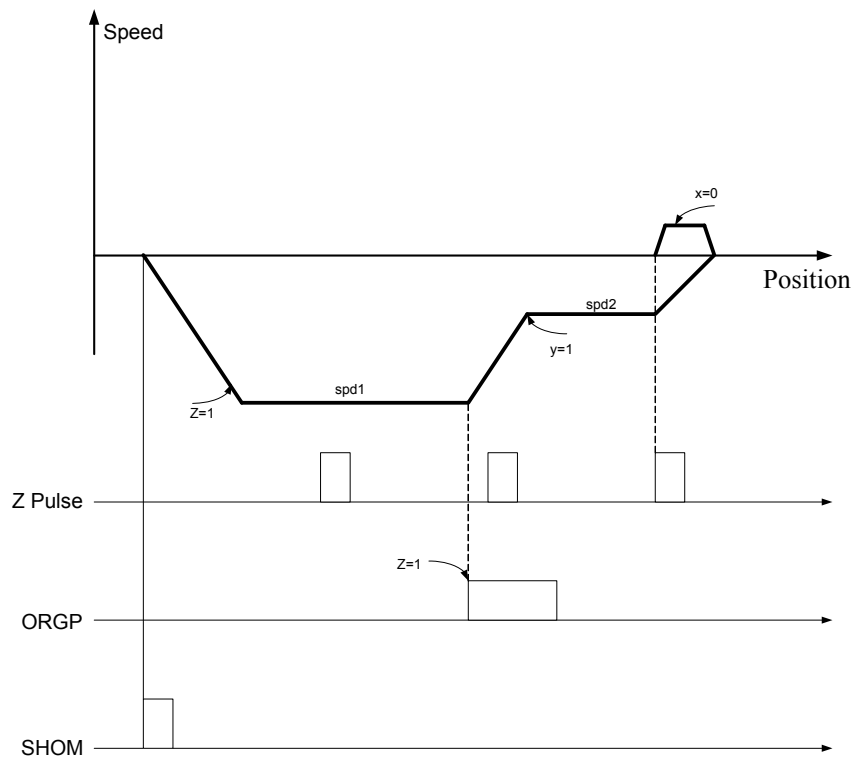 Speed
x=0
Position
spd2
y=1
spd1
Z=1
Z Pulse
Z=1
ORGP
SHOM